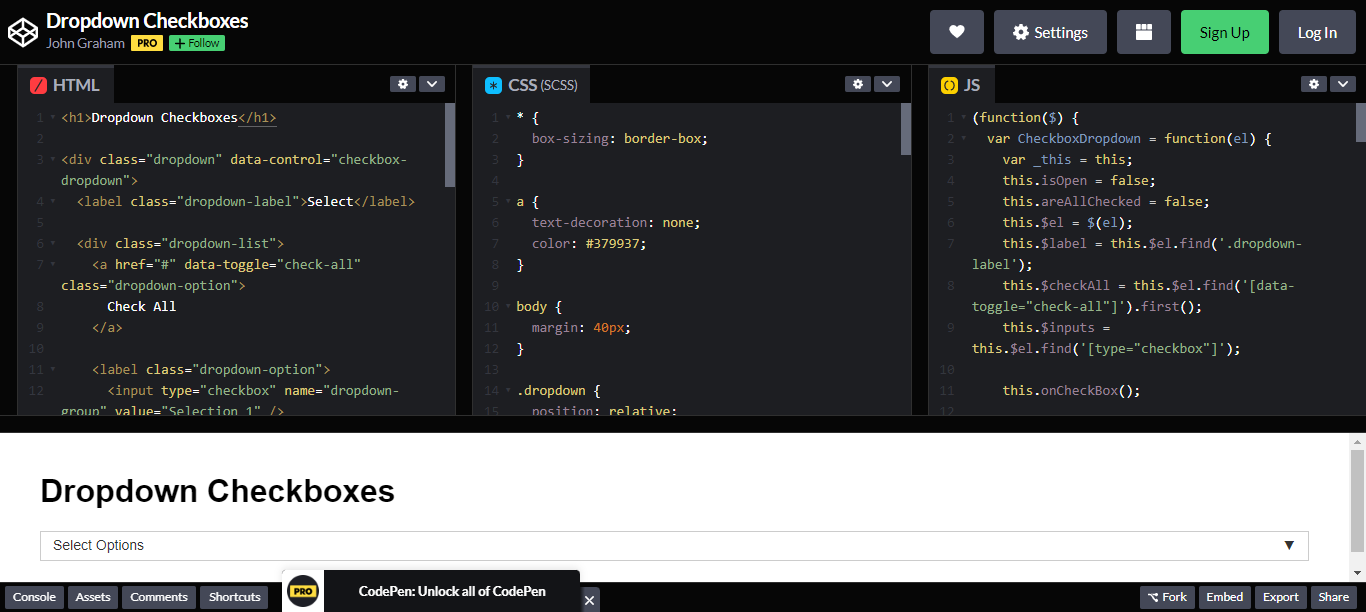 Dropdown Checkboxes
John Graham PRO + Follow
Settings
Sign Up
Log In
HTML
1 <h1>Dropdown Checkboxes</h1>
2
3 <div class="dropdown" data-control="checkbox-
dropdown">
4 <label class="dropdown-label">Select</label>
5
6 <div class="dropdown-list">
7 <a href="#" data-toggle="check-all"
class="dropdown-option">
8 Check All
9 </a>
10
11 <label class="dropdown-option">
12 <input type="checkbox" name="dropdown-
group" value="Selection 1" />
CSS (SCSS)
1 * {
2 box-sizing: border-box;
3 }
4
5 a {
6 text-decoration: none;
7 color: #379937;
8 }
9
10 body {
11 margin: 40px;
12 }
13
14 .dropdown {
15 position: relative;
JS
1 (function($) {
2 var CheckboxDropdown = function(el) {
3 var _this = this;
4 this.isOpen = false;
5 this.areAllChecked = false;
6 this.$el = $(el);
7 this.$label = this.$el.find('.dropdown-
label');
8 this.$checkAll = this.$el.find('[data-
toggle="check-all"]').first();
9 this.$inputs =
this.$el.find('[type="checkbox"]');
10
11 this.onCheckBox();
12
Dropdown Checkboxes
Select Options
Console
Assets
Comments
Shortcuts
PRO
CodePen: Unlock all of CodePen
Fork
Embed
Export
Share